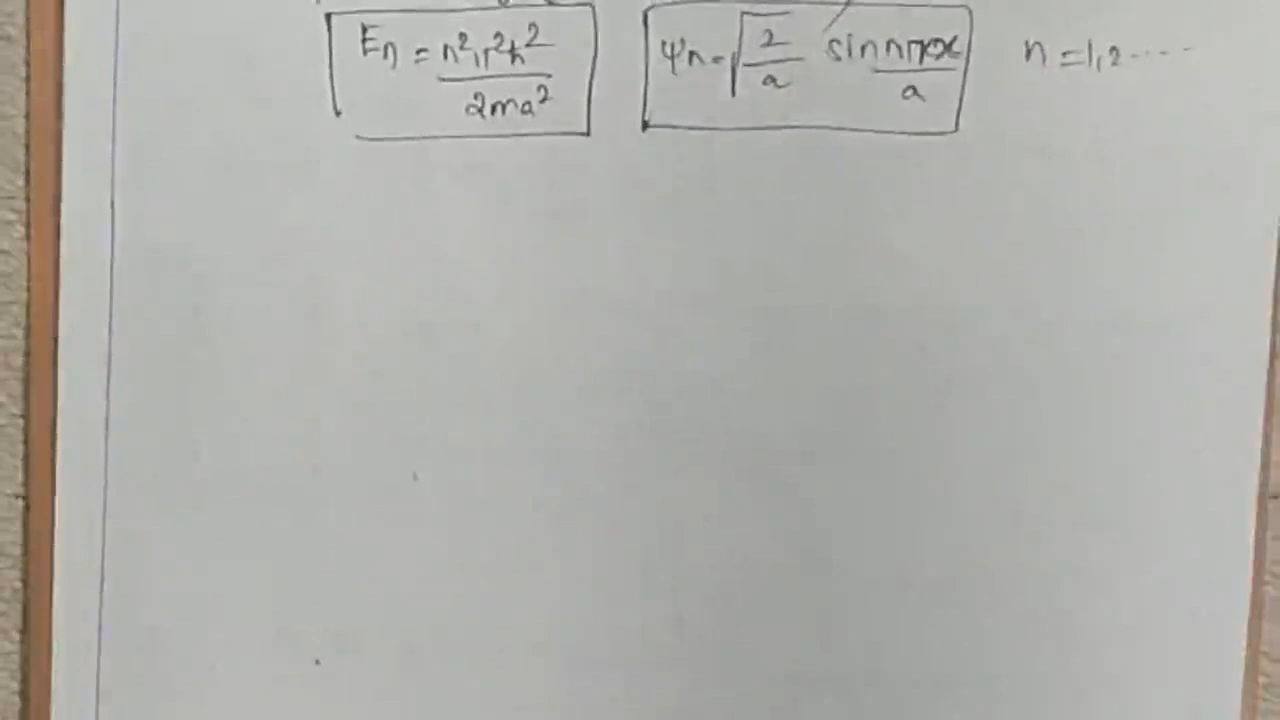 En = n²π²ħ² / 2ma² ψn = √2/a sin nπx/a n = 1, 2 ....